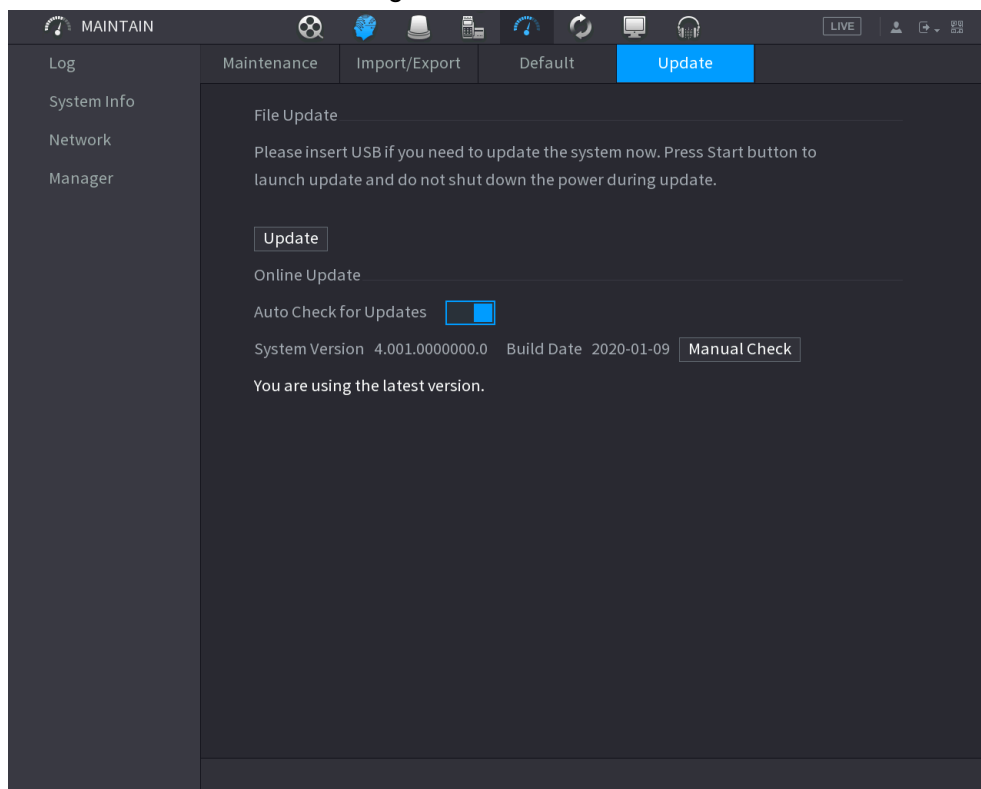 MAINTAIN
LIVE
Log
System Info
Network
Manager
Maintenance
Import/Export
Default
Update
File Update
Please insert USB if you need to update the system now. Press Start button to
launch update and do not shut down the power during update.
Update
Online Update
Auto Check for Updates
System Version 4.001.0000000.0 Build Date 2020-01-09 Manual Check
You are using the latest version.